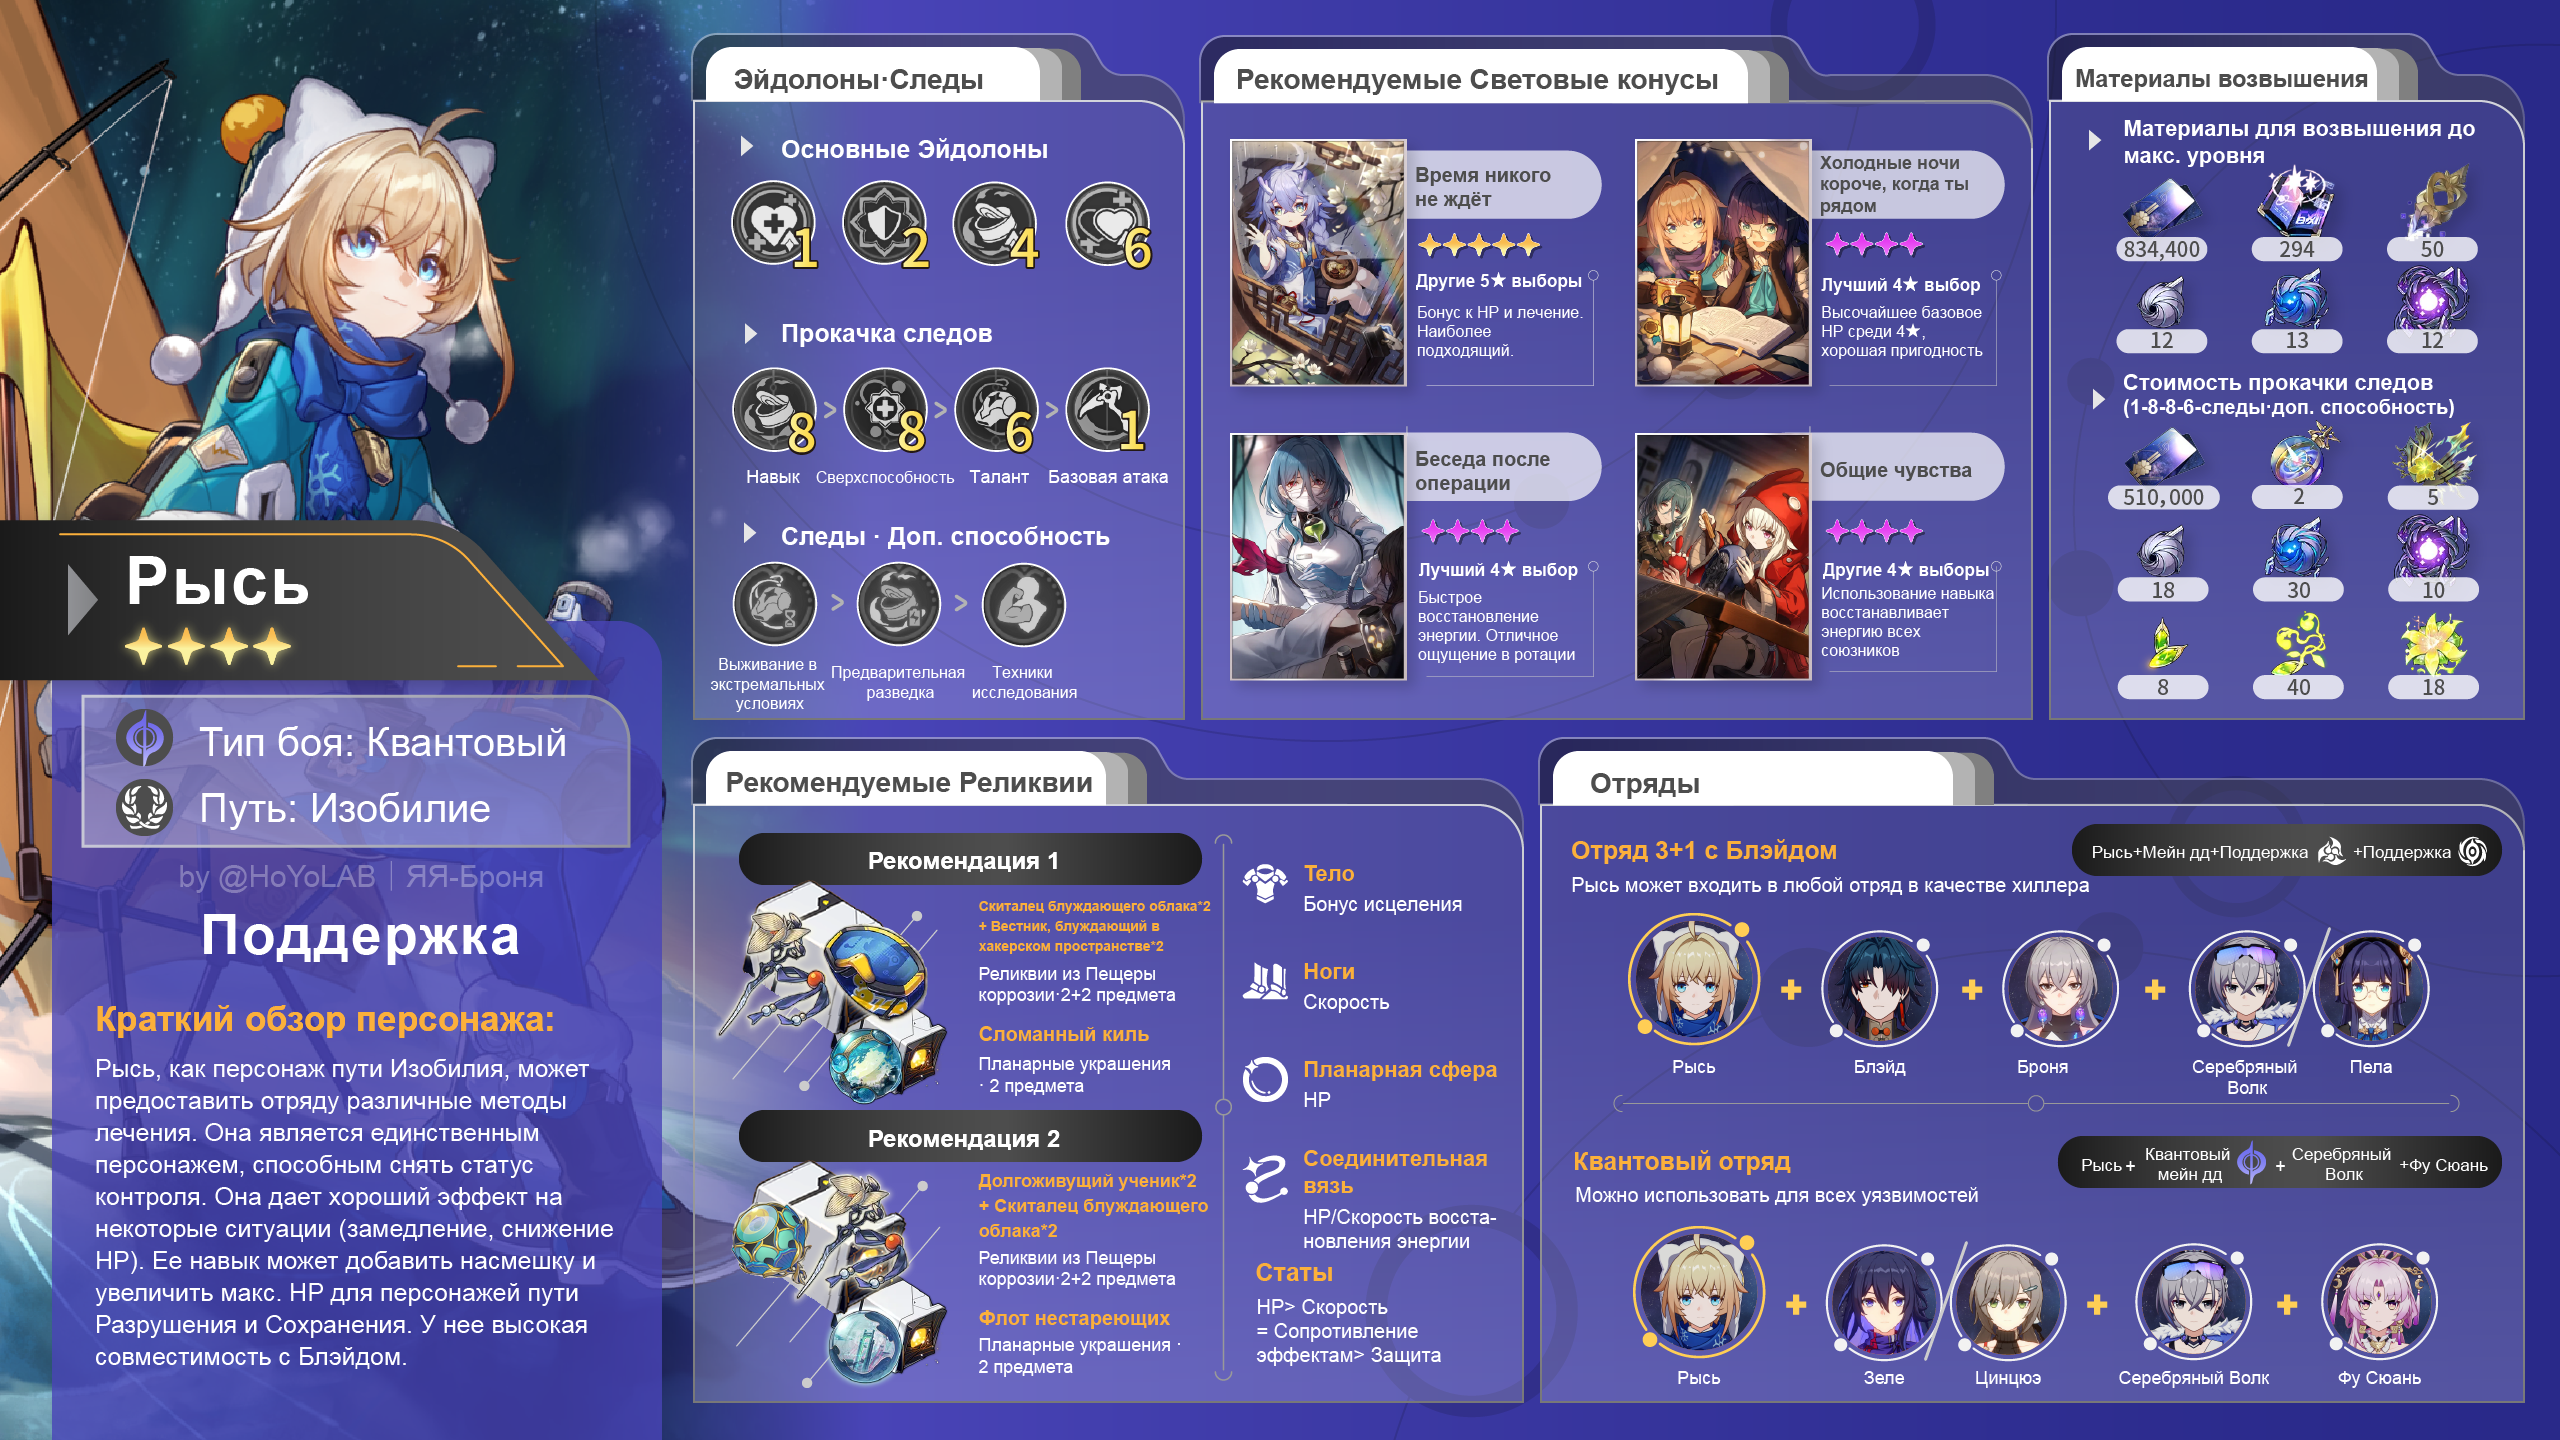 Рысь
Тип боя: Квантовый
Путь: Изобилие
by @HoYoLAB | ЯЯ-Броня
Поддержка
Краткий обзор персонажа:
Рысь, как персонаж пути Изобилия, может
предоставить отряду различные методы
лечения. Она является единственным
персонажем, способным снять статус
контроля. Она дает хороший эффект на
некоторые ситуации (замедление, снижение
HP). Ее навык может добавить насмешку и
увеличить макс. HP для персонажей пути
Разрушения и Сохранения. У нее высокая
совместимость с Блэйдом.
Эйдолоны·Следы
Основные Эйдолоны
1 2 4 6
Прокачка следов
8 > 8 > 6 > 1
Навык Сверхспособность Талант Базовая атака
Следы · Доп. способность
> >
Выживание в
экстремальных
условиях
Предварительная
разведка
Техники
исследования
Рекомендуемые Световые конусы
Время никого
не ждёт
Другие 5★ выборы
Бонус к HP и лечение.
Наиболее
подходящий.
Холодные ночи
короче, когда ты
рядом
Лучший 4★ выбор
Высочайшее базовое
HP среди 4★,
хорошая пригодность
Беседа после
операции
Лучший 4★ выбор
Быстрое
восстановление
энергии. Отличное
ощущение в ротации
Общие чувства
Другие 4★ выборы
Использование навыка
восстанавливает
энергию всех
союзников
Материалы возвышения
Материалы для возвышения до
макс. уровня
834,400 294 50
12 13 12
Стоимость прокачки следов
(1-8-8-6-следы·доп. способность)
510,000 2 5
18 30 10
8 40 18
Рекомендуемые Реликвии
Рекомендация 1
Скиталец блуждающего облака*2
+ Вестник, блуждающий в
хакерском пространстве*2
Реликвии из Пещеры
коррозии·2+2 предмета
Сломанный киль
Планарные украшения
· 2 предмета
Рекомендация 2
Долгоживущий ученик*2
+ Скиталец блуждающего
облака*2
Реликвии из Пещеры
коррозии·2+2 предмета
Флот нестареющих
Планарные украшения ·
2 предмета
Тело
Бонус исцеления
Ноги
Скорость
Планарная сфера
HP
Соединительная
вязь
HP/Скорость восста-
новления энергии
Статы
HP> Скорость
= Сопротивление
эффектам> Защита
Отряды
Отряд 3+1 с Блэйдом
Рысь+Мейн дд+Поддержка +Поддержка
Рысь может входить в любой отряд в качестве хиллера
+ + +
Рысь Блэйд Броня Серебряный
Волк
Пела
Квантовый отряд
Рысь + Квантовый
мейн дд
+ Серебряный
Волк
+Фу Сюань
Можно использовать для всех уязвимостей
+ + +
Рысь Зеле Цинцюэ Серебряный Волк Фу Сюань